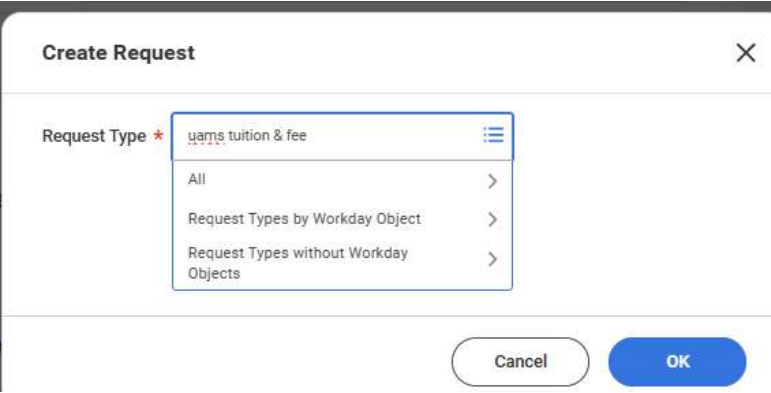 Create Request
Request Type *
uams tuition & fee
All
Request Types by Workday Object
Request Types without Workday
Objects
Cancel
OK